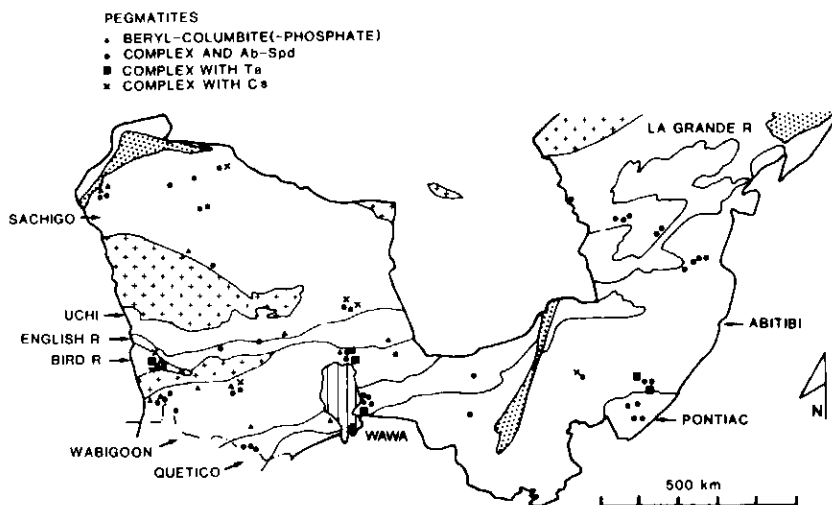 PEGMATITES
▲ BERYL-COLUMBITE(~PHOSPHATE)
● COMPLEX AND Ab-Spd
■ COMPLEX WITH Ta
× COMPLEX WITH Cs
LA GRANDE R
SACHIGO
UCHI
ENGLISH R
BIRD R
ABITIBI
N
WAWA
PONTIAC
WABIGOON
QUETICO
500 km